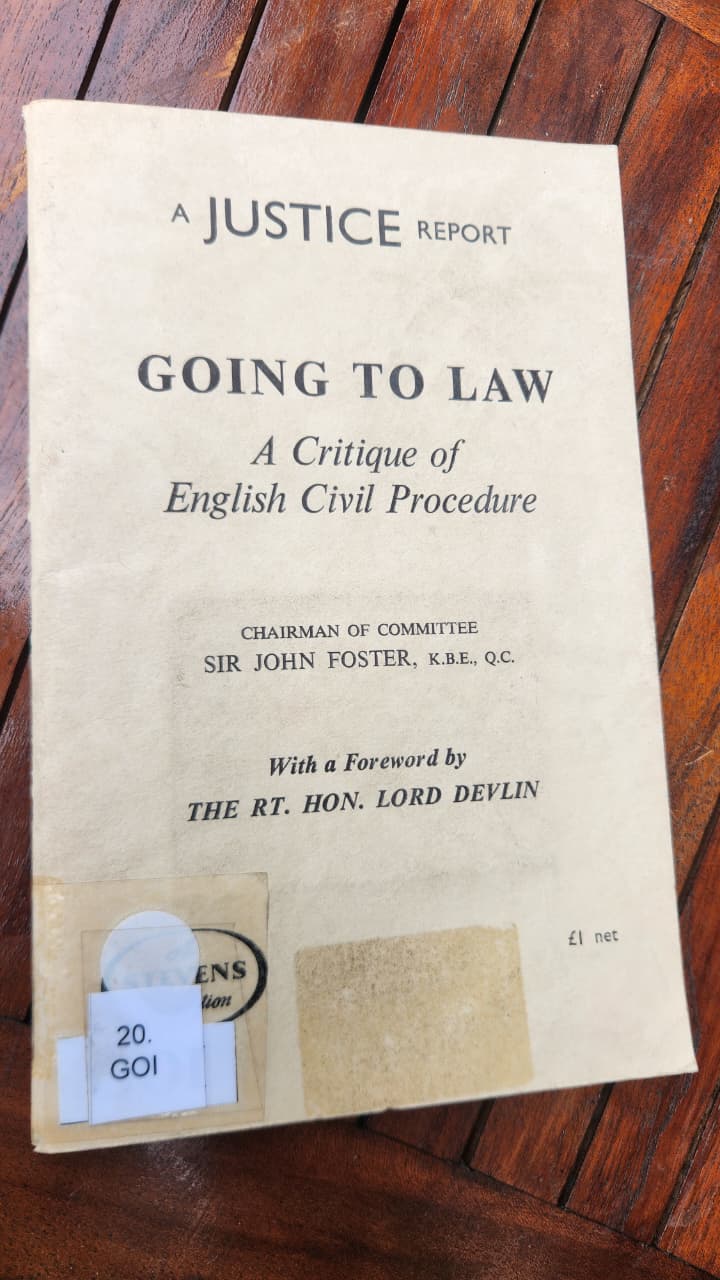 A JUSTICE REPORT
GOING TO LAW
A Critique of
English Civil Procedure
CHAIRMAN OF COMMITTEE
SIR JOHN FOSTER, K.B.E., Q.C.
With a Foreword by
THE RT. HON. LORD DEVLIN
£1 net
STEVENS
20.
GOI